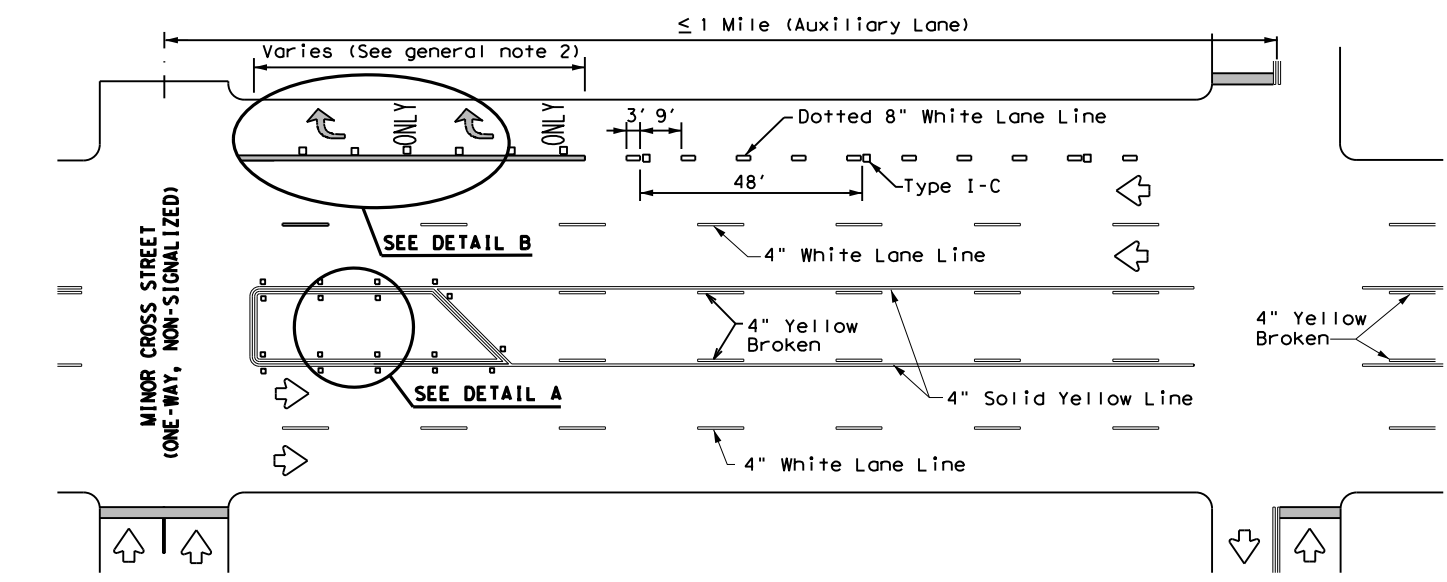 ≤ 1 Mile (Auxiliary Lane)
Varies (See general note 2)
ONLY
ONLY
3' 9'
Dotted 8" White Lane Line
48'
Type I-C
SEE DETAIL B
4" White Lane Line
MINOR CROSS STREET
(ONE-WAY, NON-SIGNALIZED)
4" Yellow
Broken
4" Yellow
Broken
SEE DETAIL A
4" Solid Yellow Line
4" White Lane Line